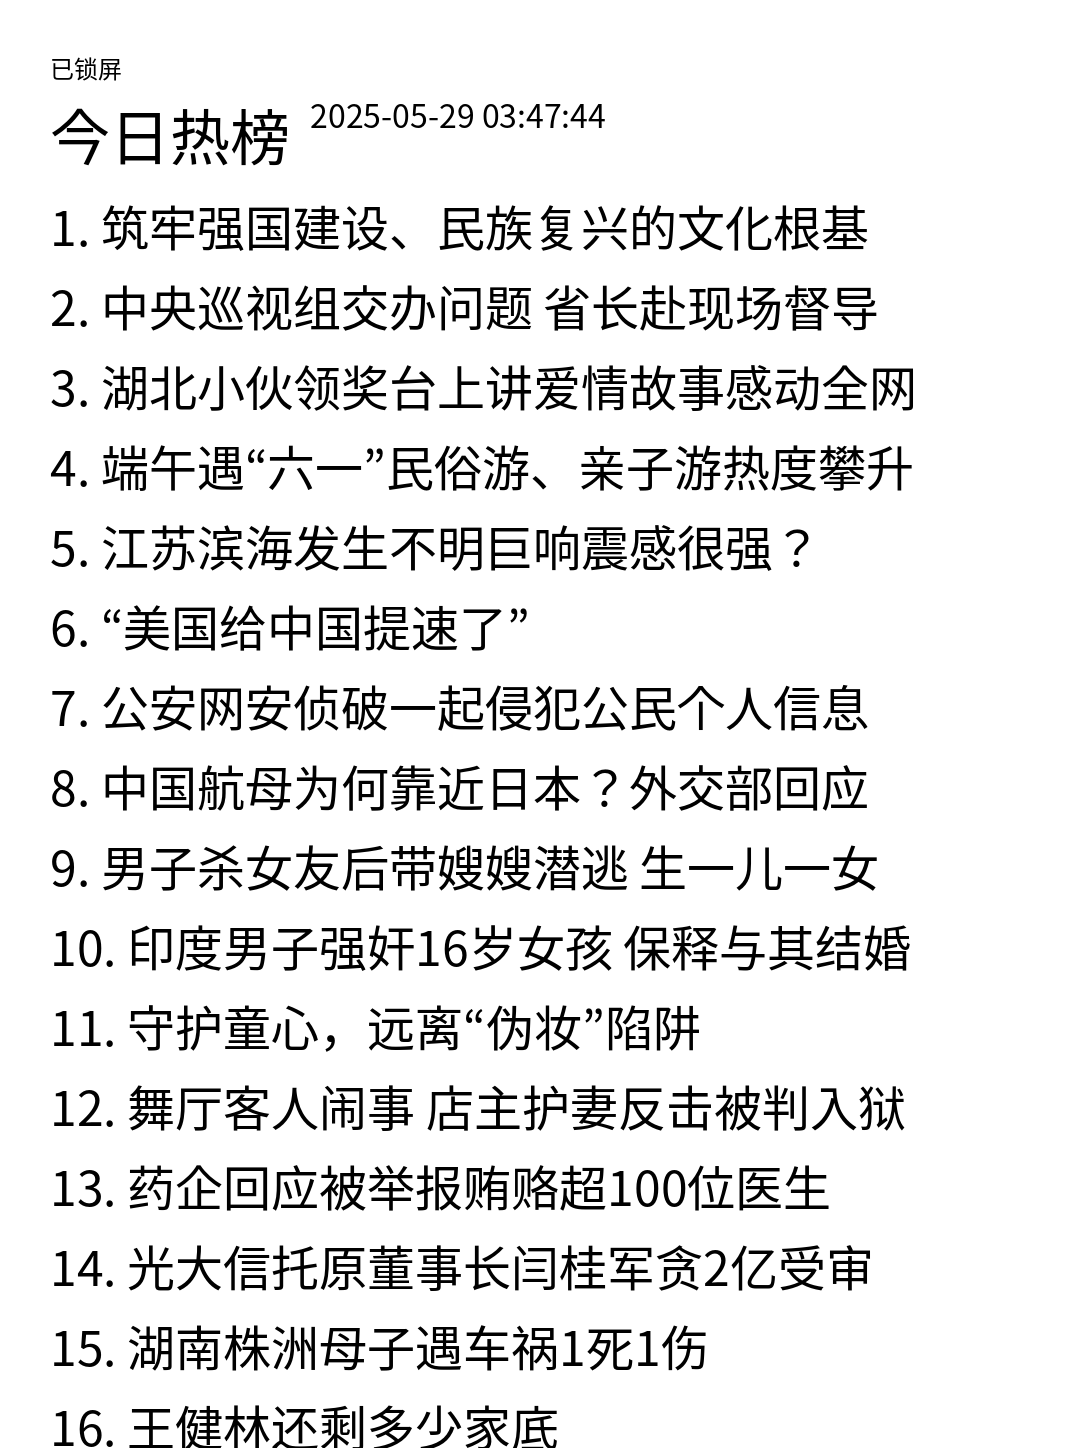 已锁屏
今日热榜 2025-05-29 03:47:44
1. 筑牢强国建设、民族复兴的文化根基
2. 中央巡视组交办问题 省长赴现场督导
3. 湖北小伙领奖台上讲爱情故事感动全网
4. 端午遇“六一”民俗游、亲子游热度攀升
5. 江苏滨海发生不明巨响震感很强？
6. “美国给中国提速了”
7. 公安网安侦破一起侵犯公民个人信息
8. 中国航母为何靠近日本？外交部回应
9. 男子杀女友后带嫂嫂潜逃 生一儿一女
10. 印度男子强奸16岁女孩 保释与其结婚
11. 守护童心，远离“伪妆”陷阱
12. 舞厅客人闹事 店主护妻反击被判入狱
13. 药企回应被举报贿赂超100位医生
14. 光大信托原董事长闫桂军贪2亿受审
15. 湖南株洲母子遇车祸1死1伤
16. 王健林还剩多少家底